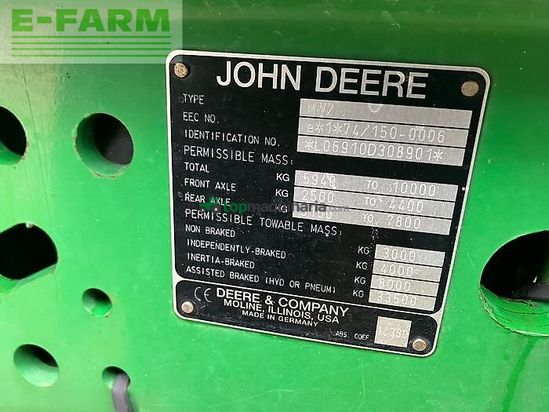 E-FARM
JOHN DEERE
TYPE
EEC NO. e*1*74/150-0006
IDENTIFICATION NO. *L06910D308901*
PERMISSIBLE MASS:
TOTAL KG 5940 TO 10000
FRONT AXLE KG 2500 TO 4400
REAR AXLE KG TO 7800
PERMISSIBLE TOWABLE MASS:
NON BRAKED KG 3000
INDEPENDENTLY-BRAKED KG 4000
INERTIA-BRAKED KG 8000
ASSISTED BRAKED (HYD OR PNEUM) KG 33500
CE DEERE & COMPANY
MOLINE, ILLINOIS, USA
MADE IN GERMANY
ABS. COEF.